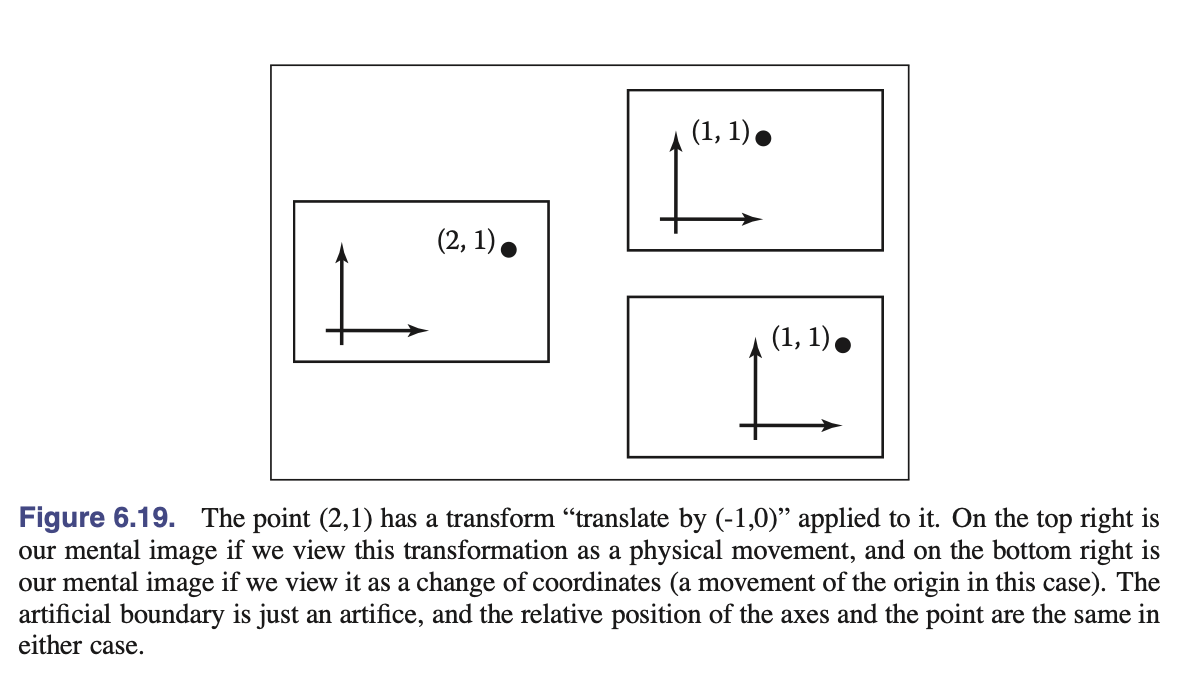 (1, 1)
(2, 1)
(1, 1)
Figure 6.19. The point (2,1) has a transform “translate by (-1,0)” applied to it. On the top right is
our mental image if we view this transformation as a physical movement, and on the bottom right is
our mental image if we view it as a change of coordinates (a movement of the origin in this case). The
artificial boundary is just an artifice, and the relative position of the axes and the point are the same in
either case.